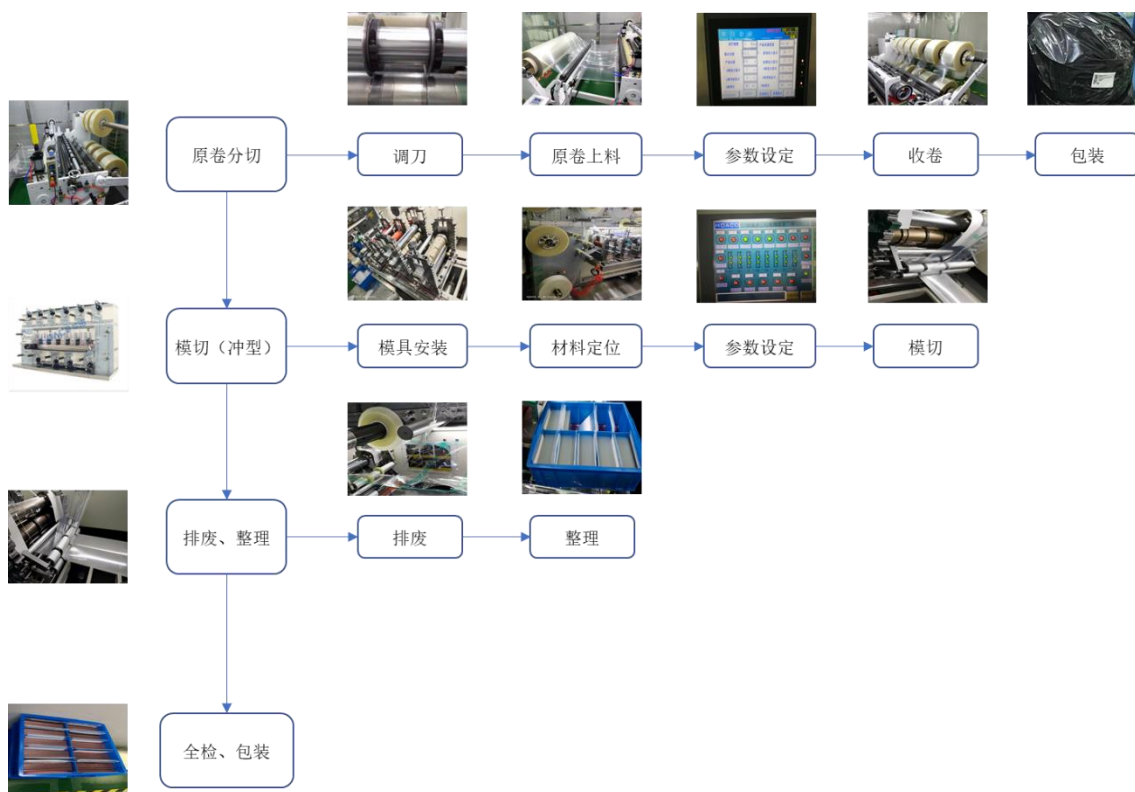 原卷分切
调刀
原卷上料
参数设定
收卷
包装
模切（冲型）
模具安装
材料定位
参数设定
模切
排废、整理
排废
整理
全检、包装